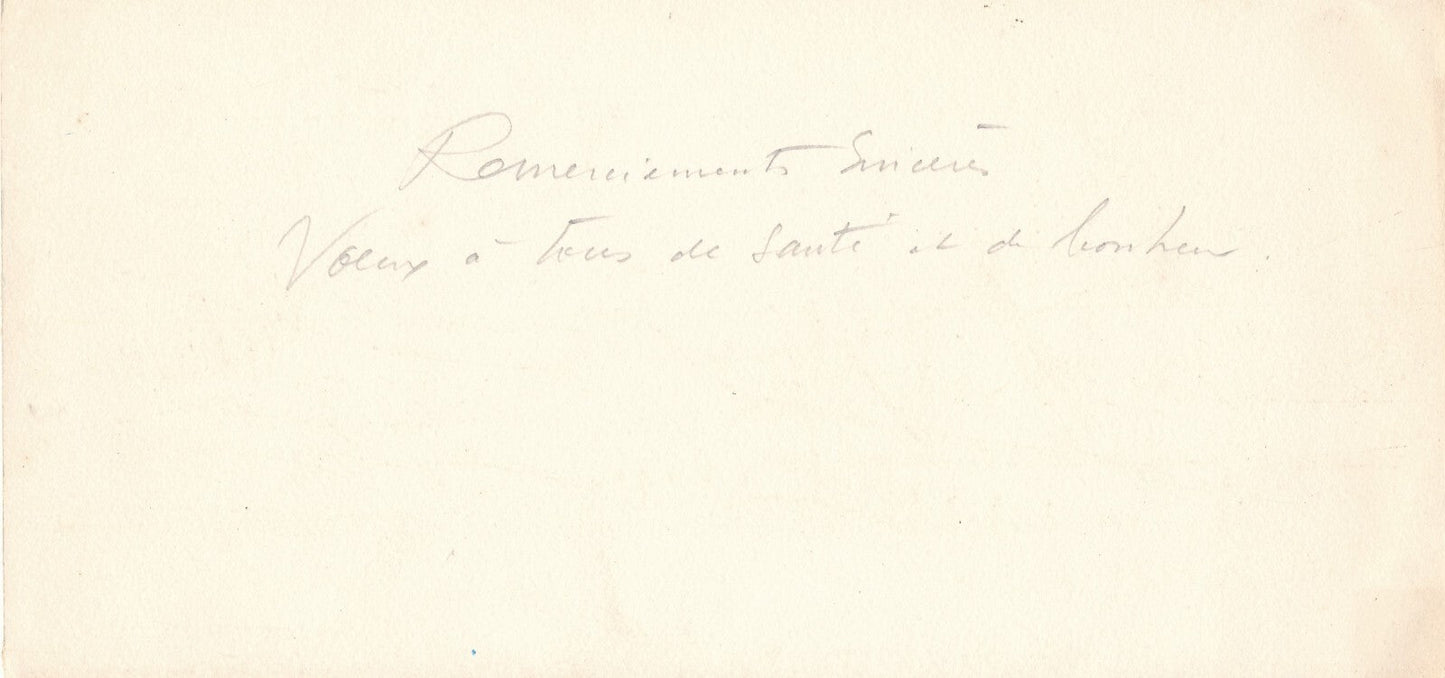 Remerciements Sincères
Voeux à tous de santé et de bonheur.